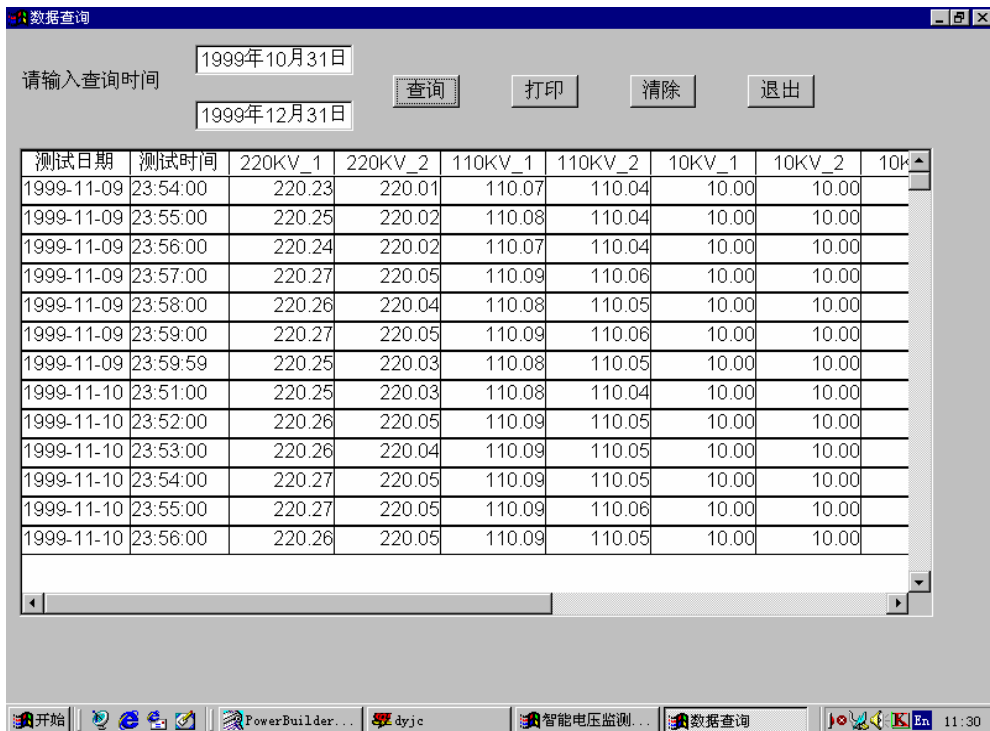 数据查询
请输入查询时间
1999年10月31日
1999年12月31日
查询 打印 清除 退出
测试日期 测试时间 220KV_1 220KV_2 110KV_1 110KV_2 10KV_1 10KV_2
1999-11-09 23:54:00 220.23 220.01 110.07 110.04 10.00 10.00
1999-11-09 23:55:00 220.25 220.02 110.08 110.04 10.00 10.00
1999-11-09 23:56:00 220.24 220.02 110.07 110.04 10.00 10.00
1999-11-09 23:57:00 220.27 220.05 110.09 110.06 10.00 10.00
1999-11-09 23:58:00 220.26 220.04 110.08 110.05 10.00 10.00
1999-11-09 23:59:00 220.27 220.05 110.09 110.06 10.00 10.00
1999-11-09 23:59:59 220.25 220.03 110.08 110.05 10.00 10.00
1999-11-10 23:51:00 220.25 220.03 110.08 110.04 10.00 10.00
1999-11-10 23:52:00 220.26 220.05 110.09 110.05 10.00 10.00
1999-11-10 23:53:00 220.26 220.04 110.09 110.05 10.00 10.00
1999-11-10 23:54:00 220.27 220.05 110.09 110.05 10.00 10.00
1999-11-10 23:55:00 220.27 220.05 110.09 110.06 10.00 10.00
1999-11-10 23:56:00 220.26 220.05 110.09 110.05 10.00 10.00
开始 PowerBuilder... dyjc 智能电压监测... 数据查询 K En 11:30